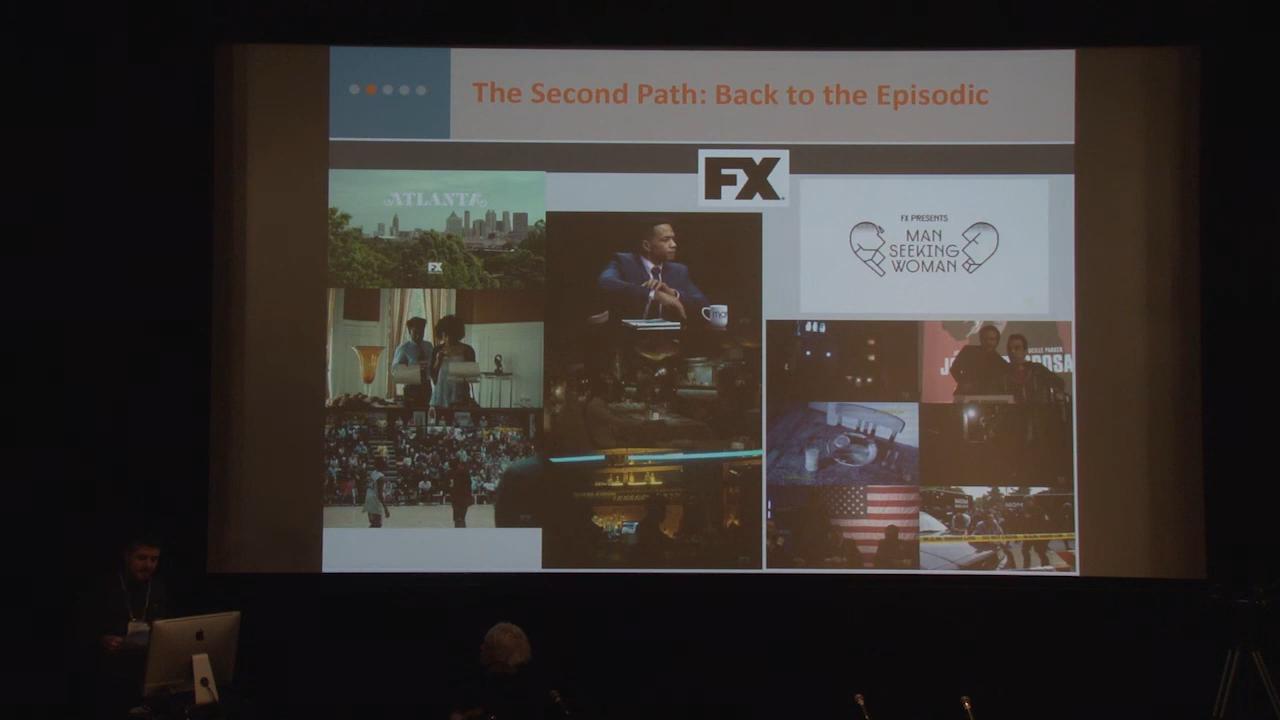 The Second Path: Back to the Episodic
FX
ATLANTA
FX
FX PRESENTS
MAN
SEEKING
WOMAN